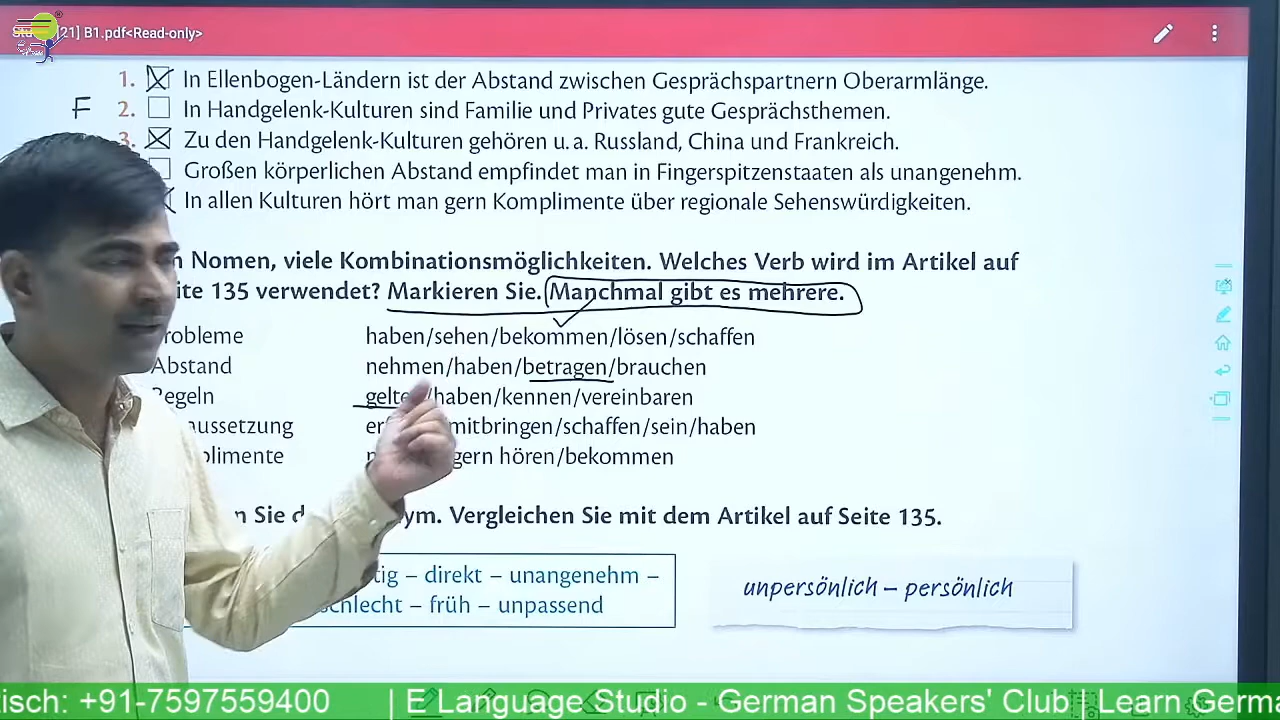 [21] B1.pdf<Read-only>
1. In Ellenbogen-Ländern ist der Abstand zwischen Gesprächspartnern Oberarmlänge.
F 2. In Handgelenk-Kulturen sind Familie und Privates gute Gesprächsthemen.
3. Zu den Handgelenk-Kulturen gehören u. a. Russland, China und Frankreich.
Großen körperlichen Abstand empfindet man in Fingerspitzenstaaten als unangenehm.
In allen Kulturen hört man gern Komplimente über regionale Sehenswürdigkeiten.
n Nomen, viele Kombinationsmöglichkeiten. Welches Verb wird im Artikel auf
ite 135 verwendet? Markieren Sie. Manchmal gibt es mehrere.
robleme haben/sehen/bekommen/lösen/schaffen
Abstand nehmen/haben/betragen/brauchen
Regeln gelte /haben/kennen/vereinbaren
aussetzung er mitbringen/schaffen/sein/haben
plimente gern hören/bekommen
n Sie d ym. Vergleichen Sie mit dem Artikel auf Seite 135.
tig – direkt – unangenehm –
schlecht – früh – unpassend
unpersönlich – persönlich
tisch: +91-7597559400 | E Language Studio - German Speakers' Club | Learn Germa